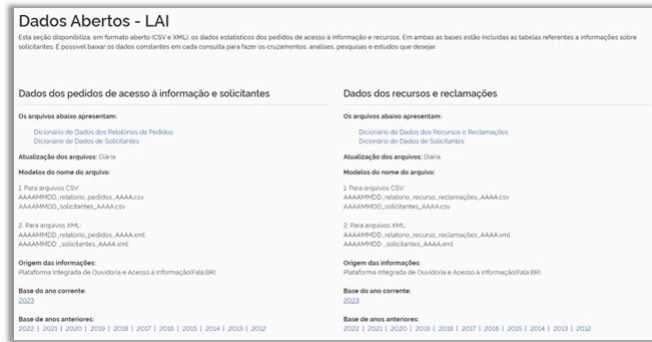 Dados Abertos - LAI
Esta seção disponibiliza, em formato aberto (CSV e XML), os dados estatísticos dos pedidos de acesso à informação e recursos. Em ambas as bases estão incluídas as tabelas referentes a informações sobre
solicitantes. É possível baixar os dados constantes em cada consulta para fazer os cruzamentos, análises, pesquisas e estudos que desejar.
Dados dos pedidos de acesso à informação e solicitantes
Os arquivos abaixo apresentam:
Dicionário de Dados dos Relatórios de Pedidos
Dicionário de Dados de Solicitantes
Atualização dos arquivos: Diária
Modelos do nome do arquivo:
1. Para arquivos CSV:
AAAAMMDD_relatorio_pedidos_AAAA.csv
AAAAMMDD_solicitantes_AAAA.csv
2. Para arquivos XML:
AAAAMMDD_relatorio_pedidos_AAAA.xml
AAAAMMDD _solicitantes_AAAA.xml
Origem das informações:
Plataforma Integrada de Ouvidoria e Acesso à Informação(Fala.BR)
Base do ano corrente:
2023
Base de anos anteriores:
2022 | 2021 | 2020 | 2019 | 2018 | 2017 | 2016 | 2015 | 2014 | 2013 | 2012
Dados dos recursos e reclamações
Os arquivos abaixo apresentam:
Dicionário de Dados dos Recursos e Reclamações
Dicionário de Dados de Solicitantes
Atualização dos arquivos: Diária
Modelos do nome do arquivo:
1. Para arquivos CSV:
AAAAMMDD_relatorio_recurso_reclamações_AAAA.csv
AAAAMMDD_solicitantes_AAAA.csv
2. Para arquivos XML:
AAAAMMDD_relatorio_recurso_reclamações_AAAA.xml
AAAAMMDD _solicitantes_AAAA.xml
Origem das informações:
Plataforma Integrada de Ouvidoria e Acesso à Informação(Fala.BR)
Base do ano corrente:
2023
Base de anos anteriores:
2022 | 2021 | 2020 | 2019 | 2018 | 2017 | 2016 | 2015 | 2014 | 2013 | 2012